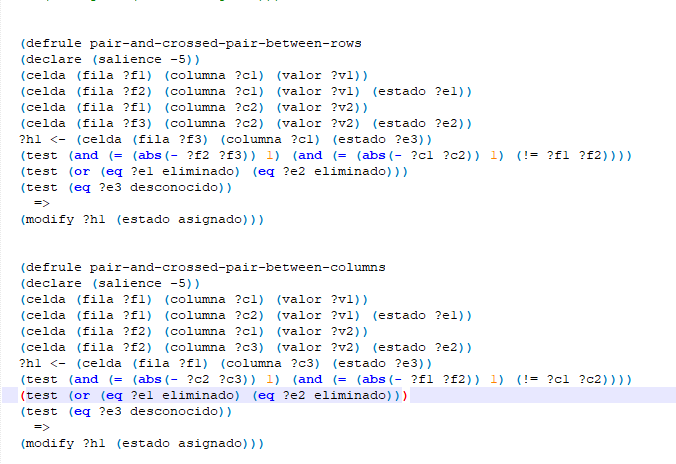 (defrule pair-and-crossed-pair-between-rows
(declare (salience -5))
(celda (fila ?f1) (columna ?c1) (valor ?v1))
(celda (fila ?f2) (columna ?c1) (valor ?v1) (estado ?e1))
(celda (fila ?f1) (columna ?c2) (valor ?v2))
(celda (fila ?f3) (columna ?c2) (valor ?v2) (estado ?e2))
?h1 <- (celda (fila ?f3) (columna ?c1) (estado ?e3))
(test (and (= (abs(- ?f2 ?f3)) 1) (and (= (abs(- ?c1 ?c2)) 1) (!= ?f1 ?f2))))
(test (or (eq ?e1 eliminado) (eq ?e2 eliminado)))
(test (eq ?e3 desconocido))
=>
(modify ?h1 (estado asignado)))
(defrule pair-and-crossed-pair-between-columns
(declare (salience -5))
(celda (fila ?f1) (columna ?c1) (valor ?v1))
(celda (fila ?f1) (columna ?c2) (valor ?v1) (estado ?e1))
(celda (fila ?f2) (columna ?c1) (valor ?v2))
(celda (fila ?f2) (columna ?c3) (valor ?v2) (estado ?e2))
?h1 <- (celda (fila ?f1) (columna ?c3) (estado ?e3))
(test (and (= (abs(- ?c2 ?c3)) 1) (and (= (abs(- ?f1 ?f2)) 1) (!= ?c1 ?c2))))
(test (or (eq ?e1 eliminado) (eq ?e2 eliminado)))
(test (eq ?e3 desconocido))
=>
(modify ?h1 (estado asignado)))